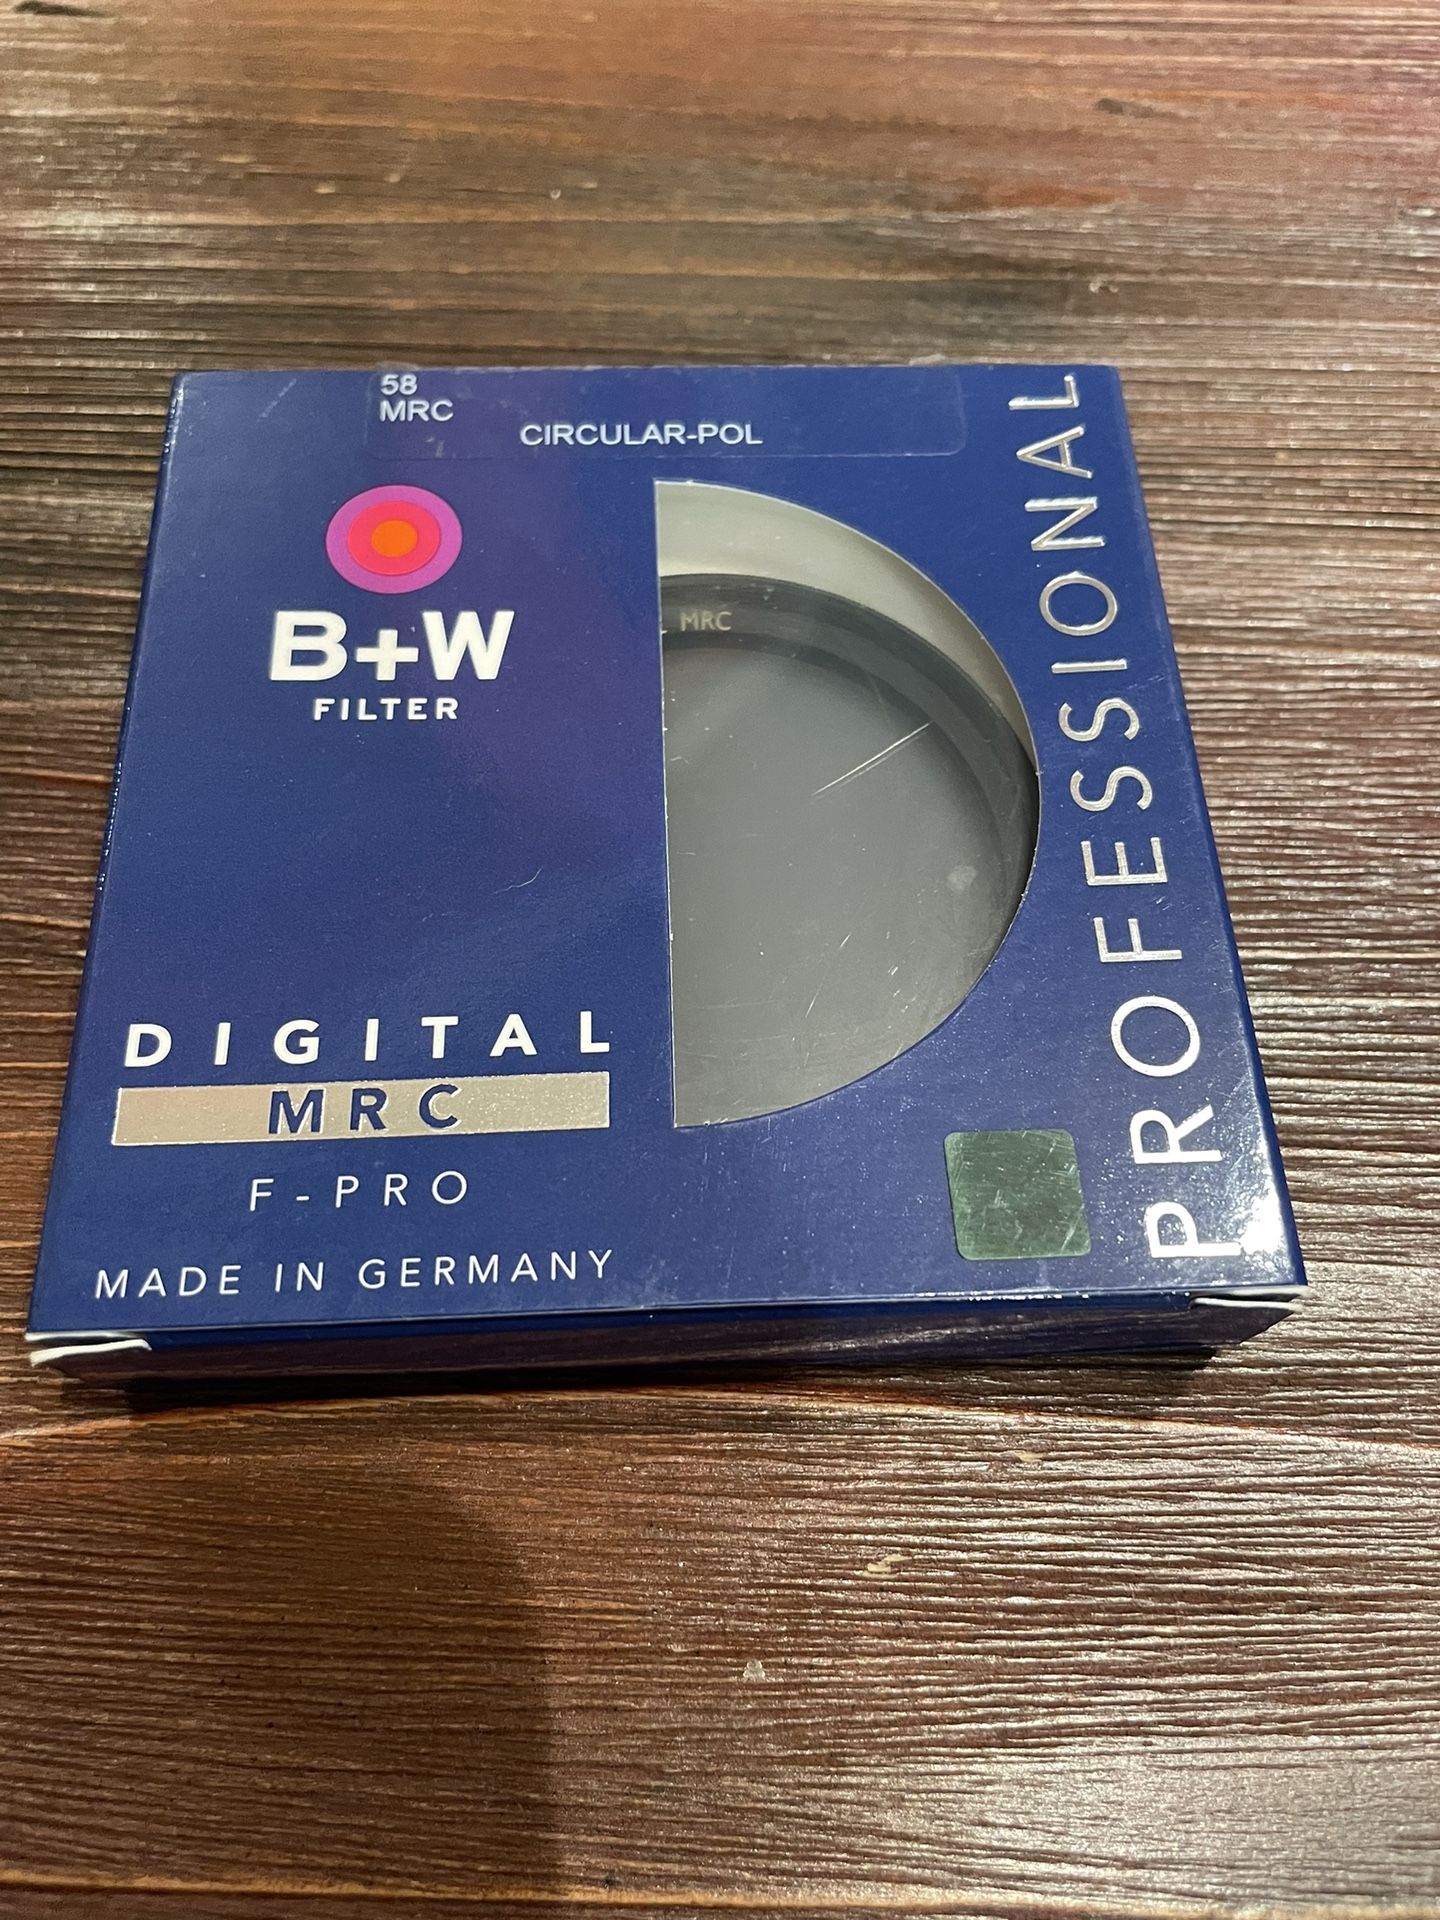 58
MRC
CIRCULAR-POL
B+W
FILTER
MRC
DIGITAL
MRC
F-PRO
MADE IN GERMANY
PROFESSIONAL